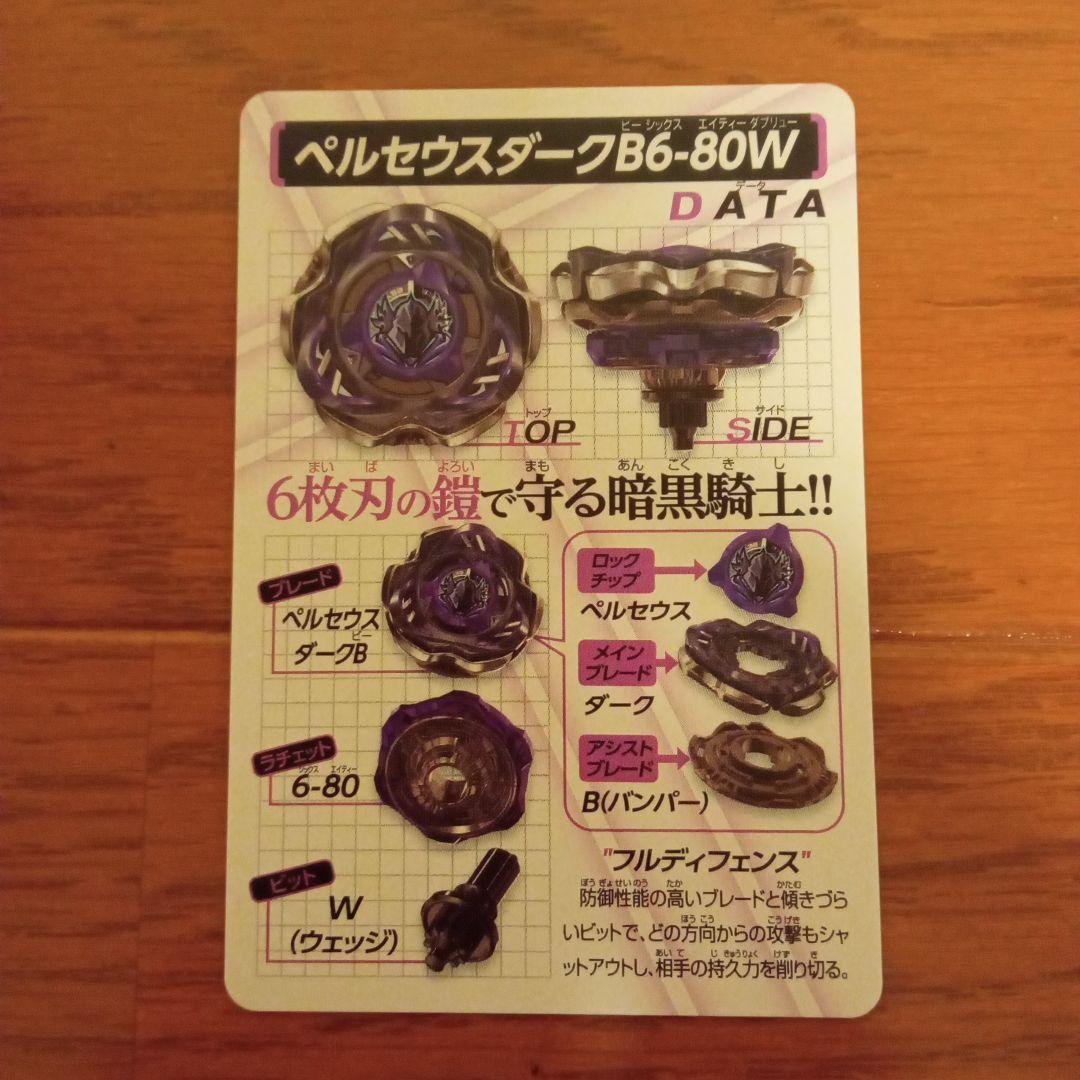 ビー シックス エイティー ダブリュー
ペルセウスダークB6-80W
データ
DATA
トップ
TOP
サイド
SIDE
まい ば よろい まも あん こく き し
6枚刃の鎧で守る暗黒騎士!!
ブレード
ペルセウス
ビー
ダークB
ロック
チップ
ペルセウス
メイン
ブレード
ダーク
アシスト
ブレード
B(バンパー)
ラチェット
シックス エイティー
6-80
ビット
W
(ウェッジ)
"フルディフェンス"
ぼうぎょせいのう たか かたむ
防御性能の高いブレードと傾きづら
ほうこう こうげき
いビットで、どの方向からの攻撃もシャ
あいて じきゅうりょく けず き
ットアウトし、相手の持久力を削り切る。